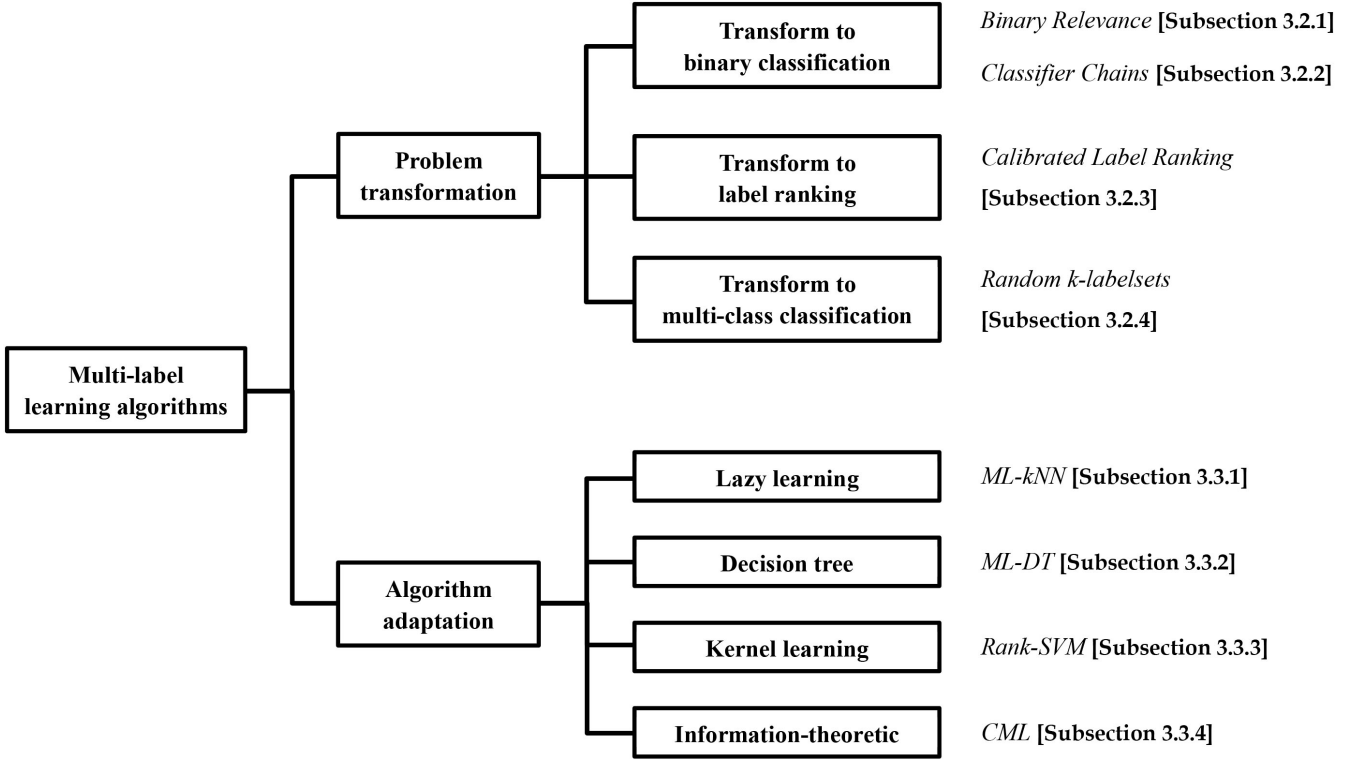 Multi-label
learning algorithms
Problem
transformation
Transform to
binary classification
Binary Relevance [Subsection 3.2.1]
Classifier Chains [Subsection 3.2.2]
Transform to
label ranking
Calibrated Label Ranking
[Subsection 3.2.3]
Transform to
multi-class classification
Random k-labelsets
[Subsection 3.2.4]
Algorithm
adaptation
Lazy learning
ML-kNN [Subsection 3.3.1]
Decision tree
ML-DT [Subsection 3.3.2]
Kernel learning
Rank-SVM [Subsection 3.3.3]
Information-theoretic
CML [Subsection 3.3.4]